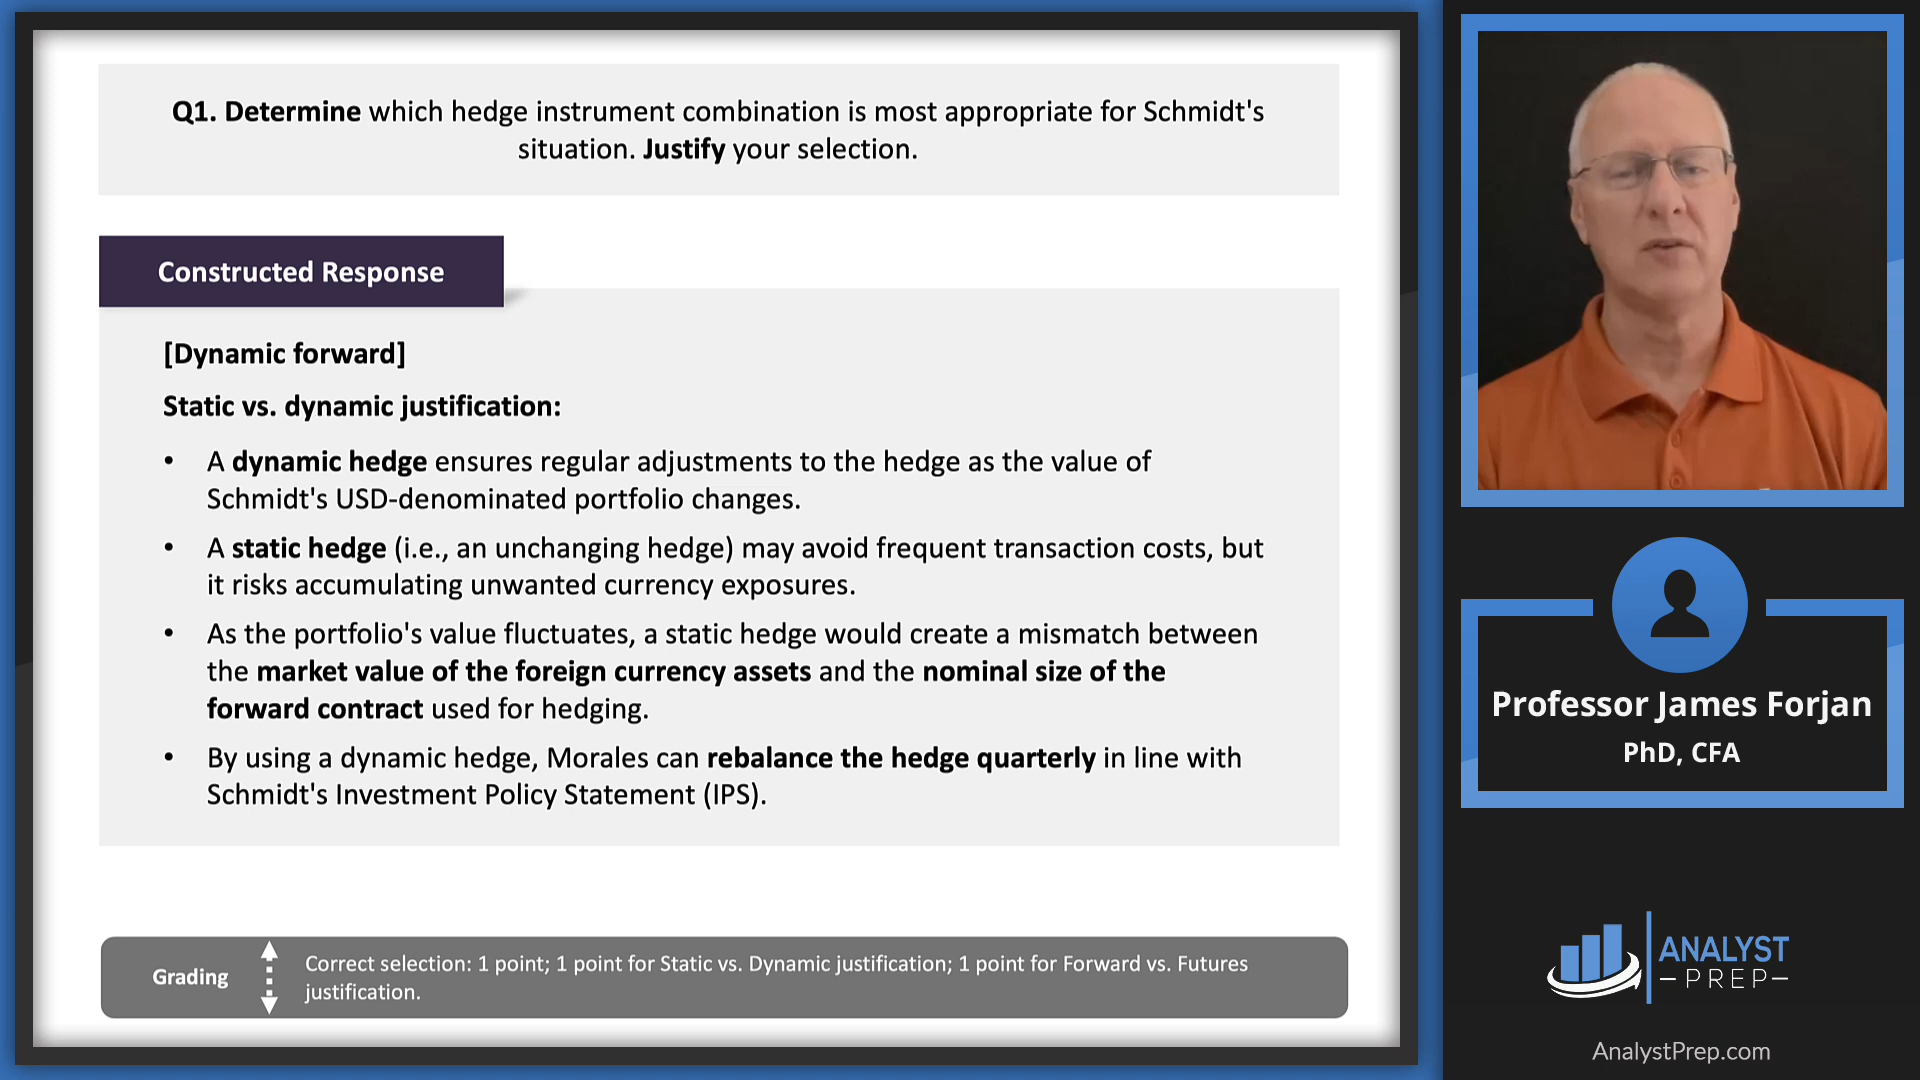 Q1. Determine which hedge instrument combination is most appropriate for Schmidt's
situation. Justify your selection.
Constructed Response
[Dynamic forward]
Static vs. dynamic justification:
• A dynamic hedge ensures regular adjustments to the hedge as the value of
Schmidt's USD-denominated portfolio changes.
• A static hedge (i.e., an unchanging hedge) may avoid frequent transaction costs, but
it risks accumulating unwanted currency exposures.
• As the portfolio's value fluctuates, a static hedge would create a mismatch between
the market value of the foreign currency assets and the nominal size of the
forward contract used for hedging.
• By using a dynamic hedge, Morales can rebalance the hedge quarterly in line with
Schmidt's Investment Policy Statement (IPS).
Grading
Correct selection: 1 point; 1 point for Static vs. Dynamic justification; 1 point for Forward vs. Futures
justification.
Professor James Forjan
PhD, CFA
ANALYST
PREP
AnalystPrep.com